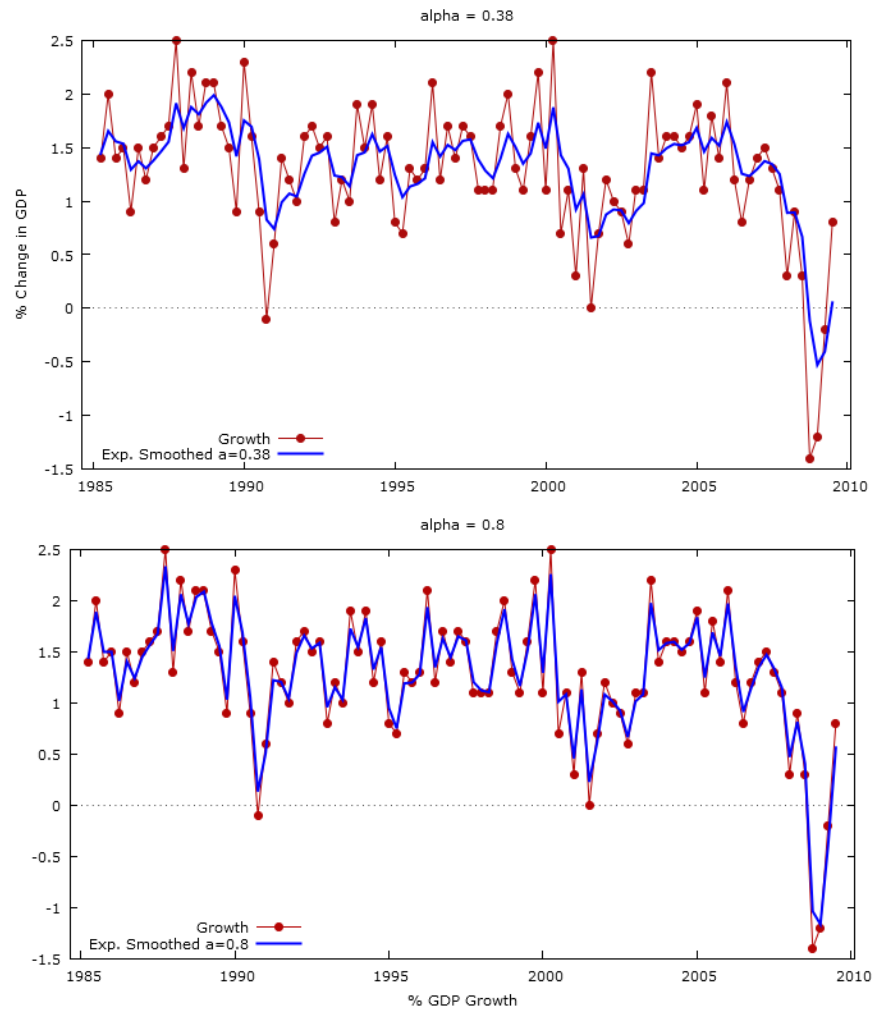 alpha = 0.38
2.5
2
1.5
1
0.5
0
-0.5
-1
-1.5
% Change in GDP
Growth
Exp. Smoothed a=0.38
1985 1990 1995 2000 2005 2010
alpha = 0.8
2.5
2
1.5
1
0.5
0
-0.5
-1
-1.5
Growth
Exp. Smoothed a=0.8
1985 1990 1995 2000 2005 2010
% GDP Growth